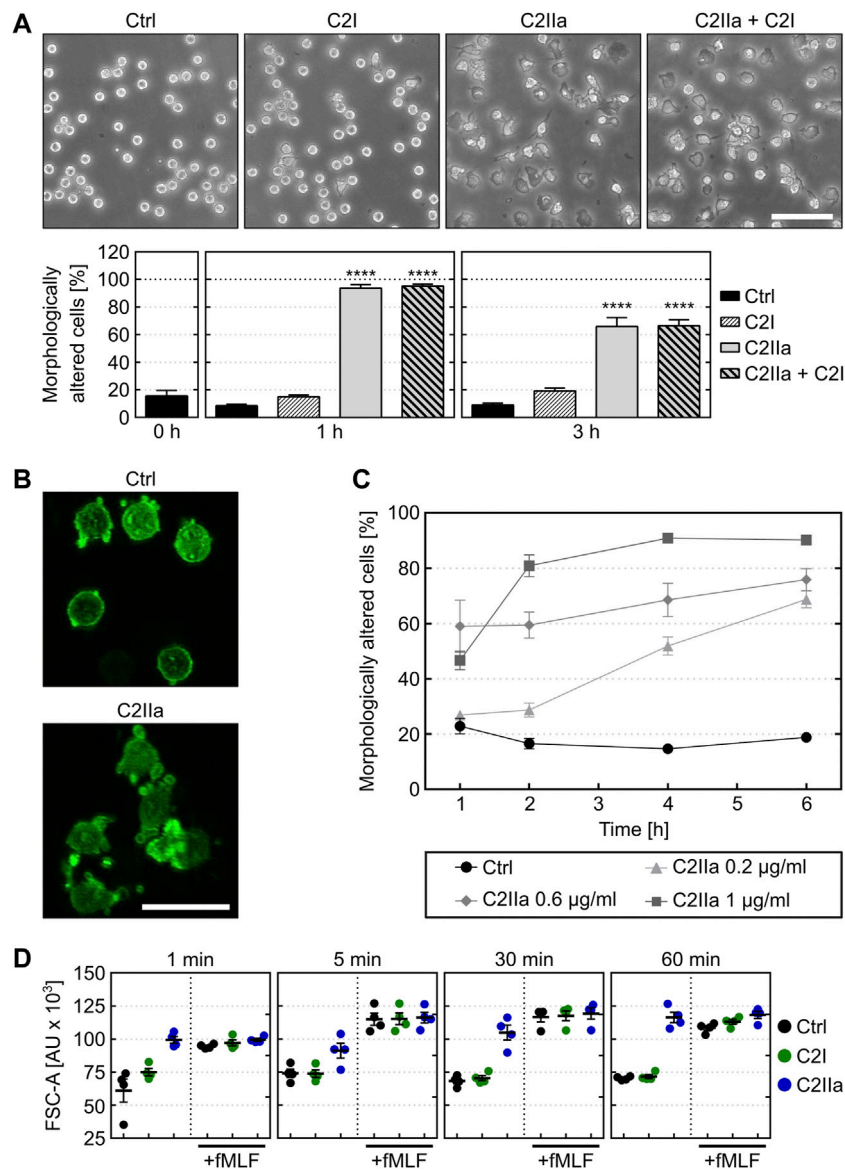 A
Ctrl C2I C2IIa C2IIa + C2I
Morphologically
altered cells [%]
120
100
80
60
40
20
0
**** ****
**** ****
0 h 1 h 3 h
Ctrl
C2I
C2IIa
C2IIa + C2I
B
Ctrl
C2IIa
C
Morphologically altered cells [%]
100
80
60
40
20
0
1 2 3 4 5 6
Time [h]
Ctrl C2IIa 0.2 µg/ml
C2IIa 0.6 µg/ml C2IIa 1 µg/ml
D
1 min 5 min 30 min 60 min
FSC-A [AU x 10³]
150
125
100
75
50
25
+fMLF +fMLF +fMLF +fMLF
Ctrl
C2I
C2IIa